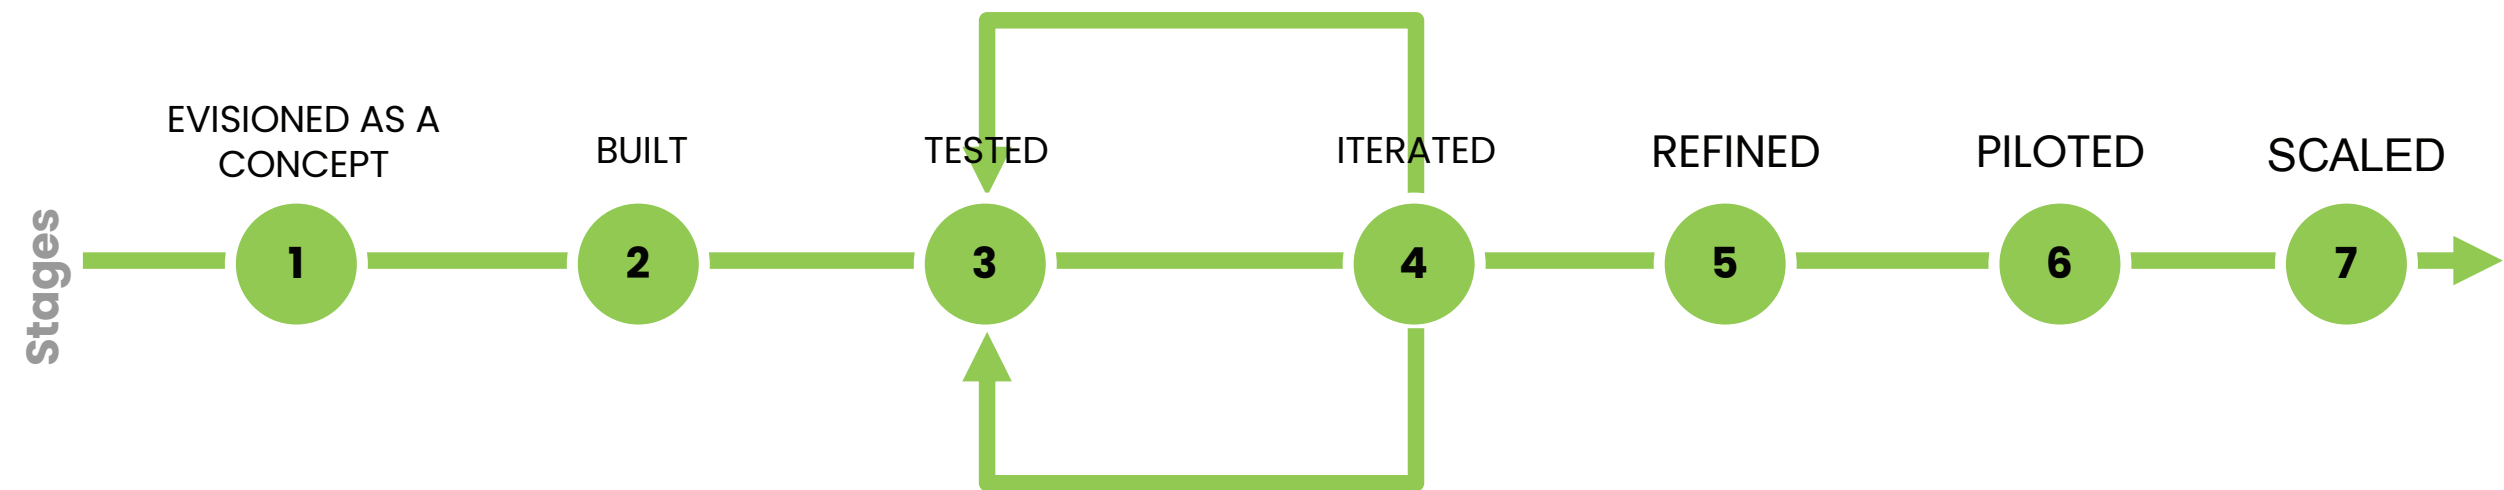 EVISIONED AS A
CONCEPT
BUILT
TESTED
ITERATED
REFINED
PILOTED
SCALED
Stages
1
2
3
4
5
6
7